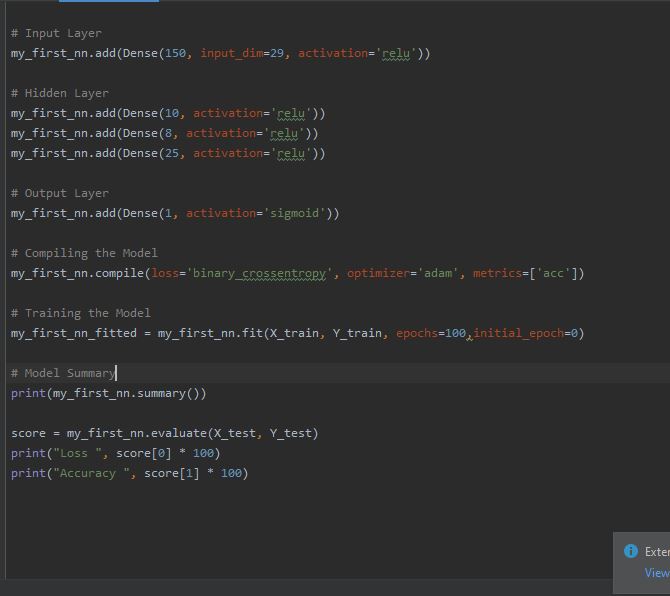 # Input Layer
my_first_nn.add(Dense(150, input_dim=29, activation='relu'))
# Hidden Layer
my_first_nn.add(Dense(10, activation='relu'))
my_first_nn.add(Dense(8, activation='relu'))
my_first_nn.add(Dense(25, activation='relu'))
# Output Layer
my_first_nn.add(Dense(1, activation='sigmoid'))
# Compiling the Model
my_first_nn.compile(loss='binary_crossentropy', optimizer='adam', metrics=['acc'])
# Training the Model
my_first_nn_fitted = my_first_nn.fit(X_train, Y_train, epochs=100,initial_epoch=0)
# Model Summary
print(my_first_nn.summary())
score = my_first_nn.evaluate(X_test, Y_test)
print("Loss ", score[0] * 100)
print("Accuracy ", score[1] * 100)
Exter
View